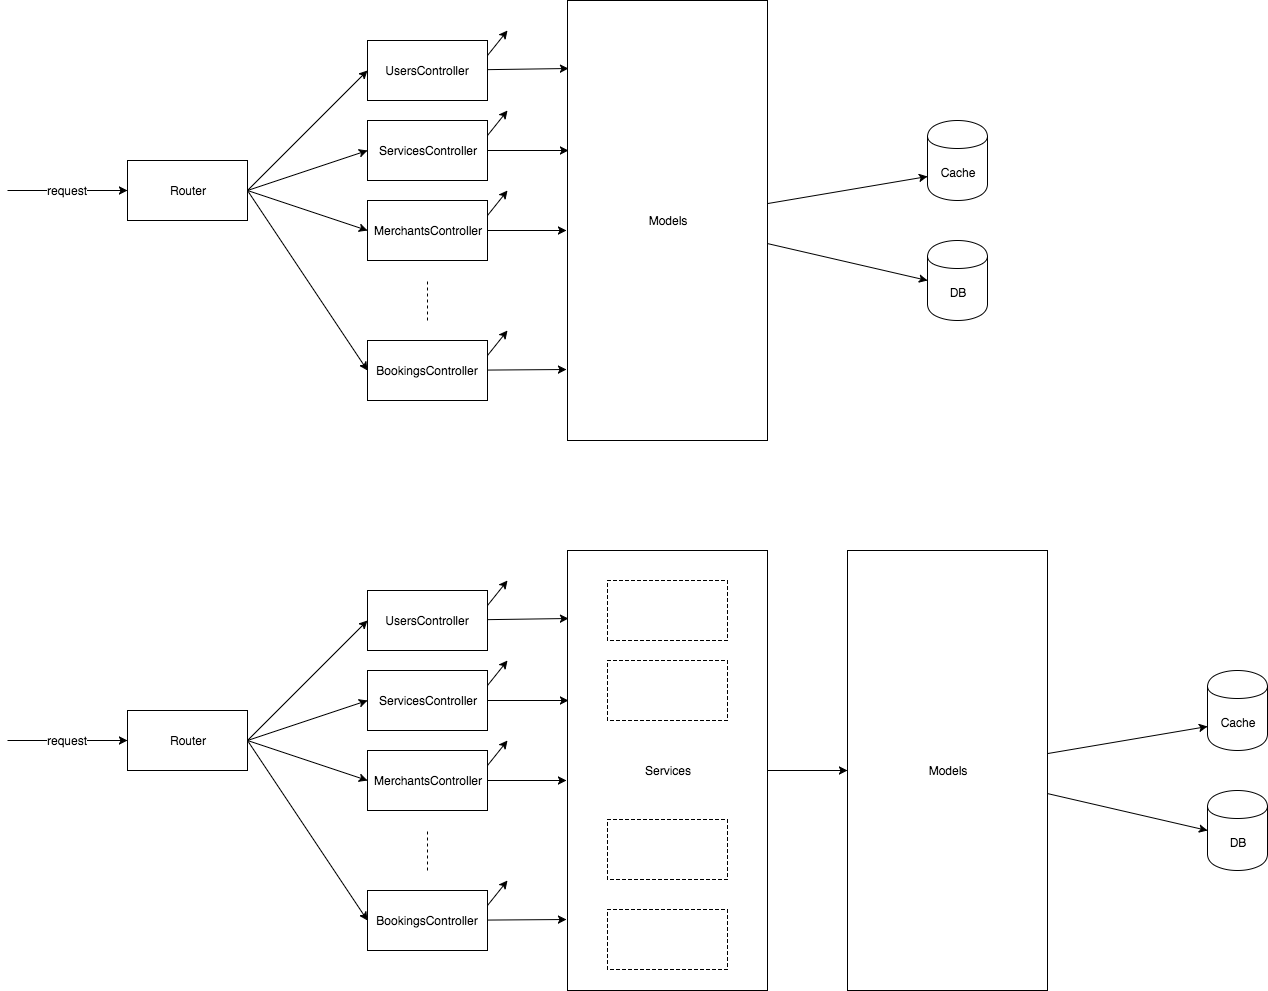 UsersController
ServicesController
request
Router
MerchantsController
Models
Cache
DB
BookingsController
UsersController
ServicesController
request
Router
MerchantsController
Services
Models
Cache
DB
BookingsController